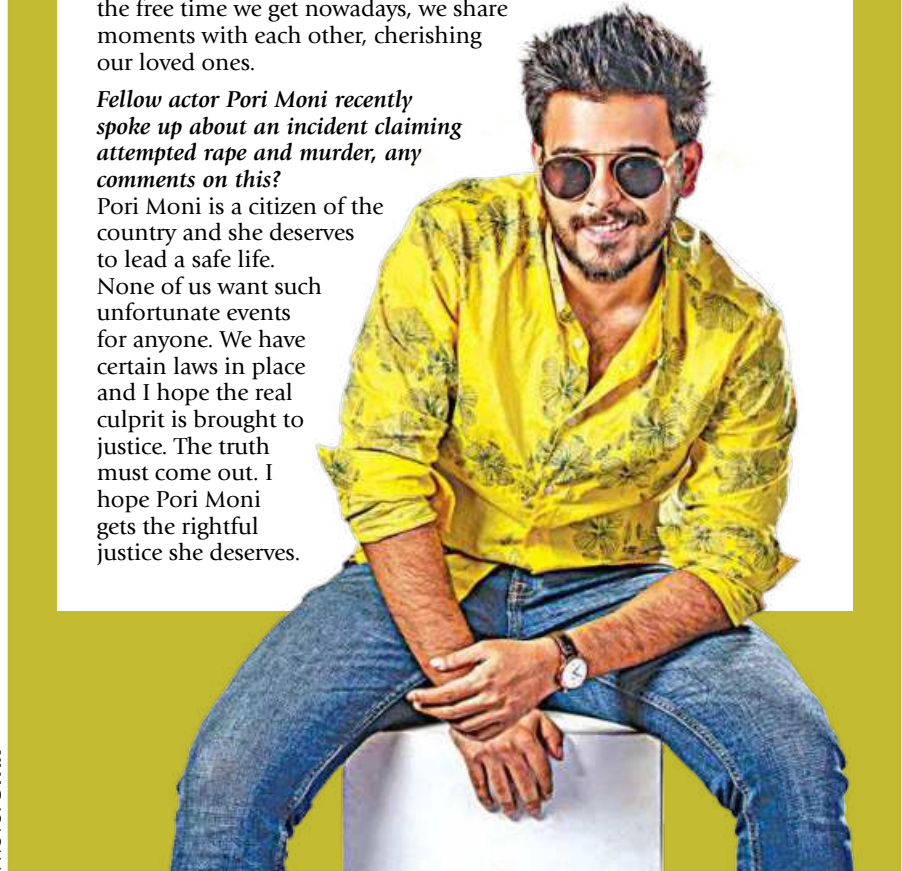 the free time we get nowadays, we share
moments with each other, cherishing
our loved ones.
Fellow actor Pori Moni recently
spoke up about an incident claiming
attempted rape and murder, any
comments on this?
Pori Moni is a citizen of the
country and she deserves
to lead a safe life.
None of us want such
unfortunate events
for anyone. We have
certain laws in place
and I hope the real
culprit is brought to
justice. The truth
must come out. I
hope Pori Moni
gets the rightful
justice she deserves.